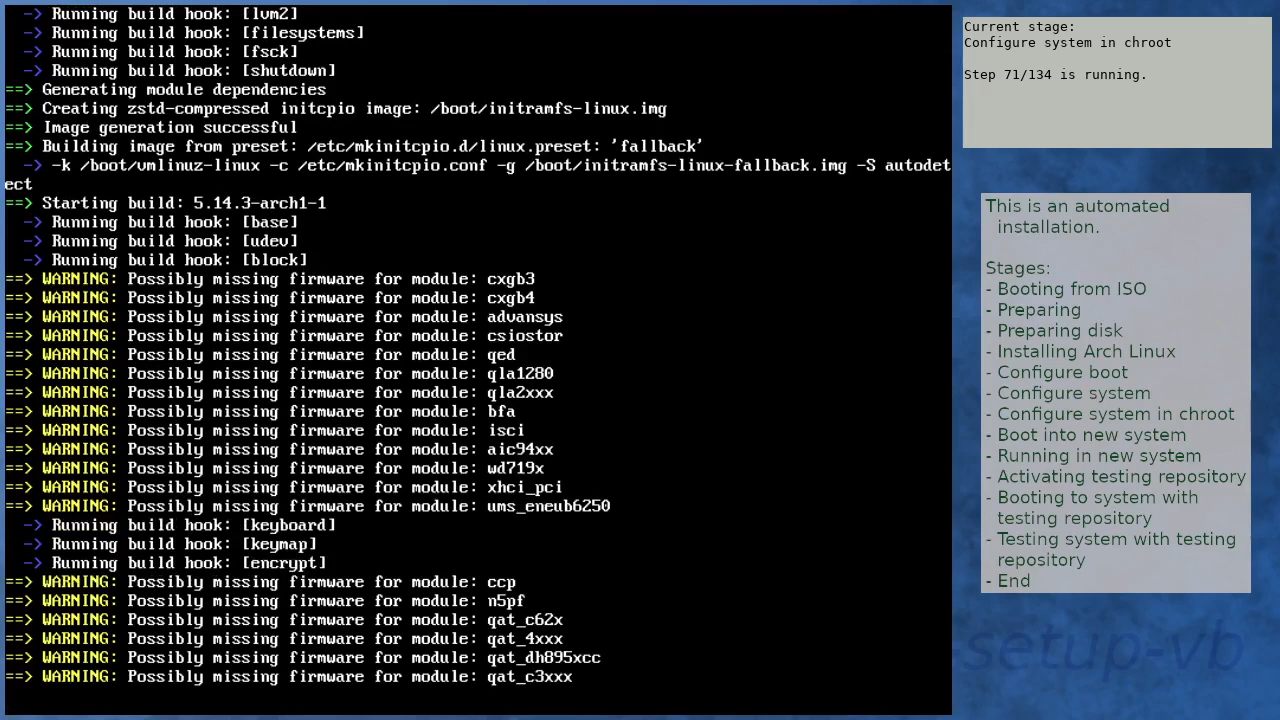 -> Running build hook: [lvm2]
-> Running build hook: [filesystems]
-> Running build hook: [fsck]
-> Running build hook: [shutdown]
==> Generating module dependencies
==> Creating zstd-compressed initcpio image: /boot/initramfs-linux.img
==> Image generation successful
==> Building image from preset: /etc/mkinitcpio.d/linux.preset: 'fallback'
-> -k /boot/vmlinuz-linux -c /etc/mkinitcpio.conf -g /boot/initramfs-linux-fallback.img -S autodet
ect
==> Starting build: 5.14.3-arch1-1
-> Running build hook: [base]
-> Running build hook: [udev]
-> Running build hook: [block]
==> WARNING: Possibly missing firmware for module: cxgb3
==> WARNING: Possibly missing firmware for module: cxgb4
==> WARNING: Possibly missing firmware for module: advansys
==> WARNING: Possibly missing firmware for module: csiostor
==> WARNING: Possibly missing firmware for module: qed
==> WARNING: Possibly missing firmware for module: qla1280
==> WARNING: Possibly missing firmware for module: qla2xxx
==> WARNING: Possibly missing firmware for module: bfa
==> WARNING: Possibly missing firmware for module: isci
==> WARNING: Possibly missing firmware for module: aic94xx
==> WARNING: Possibly missing firmware for module: wd719x
==> WARNING: Possibly missing firmware for module: xhci_pci
==> WARNING: Possibly missing firmware for module: ums_eneub6250
-> Running build hook: [keyboard]
-> Running build hook: [keymap]
-> Running build hook: [encrypt]
==> WARNING: Possibly missing firmware for module: ccp
==> WARNING: Possibly missing firmware for module: n5pf
==> WARNING: Possibly missing firmware for module: qat_c62x
==> WARNING: Possibly missing firmware for module: qat_4xxx
==> WARNING: Possibly missing firmware for module: qat_dh895xcc
==> WARNING: Possibly missing firmware for module: qat_c3xxx
Current stage:
Configure system in chroot
Step 71/134 is running.
This is an automated
installation.
Stages:
- Booting from ISO
- Preparing
- Preparing disk
- Installing Arch Linux
- Configure boot
- Configure system
- Configure system in chroot
- Boot into new system
- Running in new system
- Activating testing repository
- Booting to system with
testing repository
- Testing system with testing
repository
- End
-setup-vb